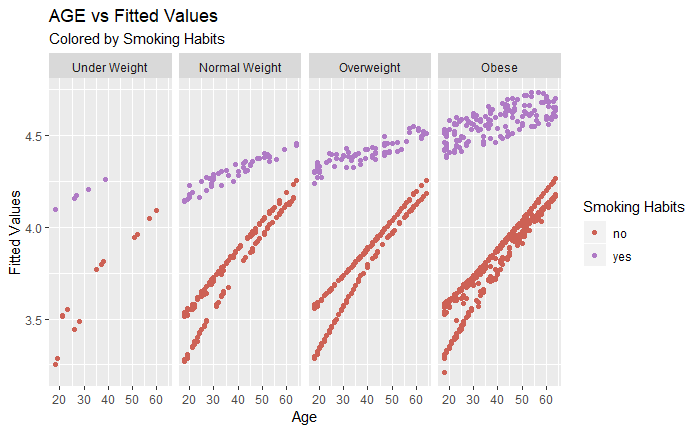 AGE vs Fitted Values
Colored by Smoking Habits
Under Weight Normal Weight Overweight Obese
4.5
4.0
3.5
Fitted Values
20 30 40 50 60 20 30 40 50 60 20 30 40 50 60 20 30 40 50 60
Age
Smoking Habits
no
yes